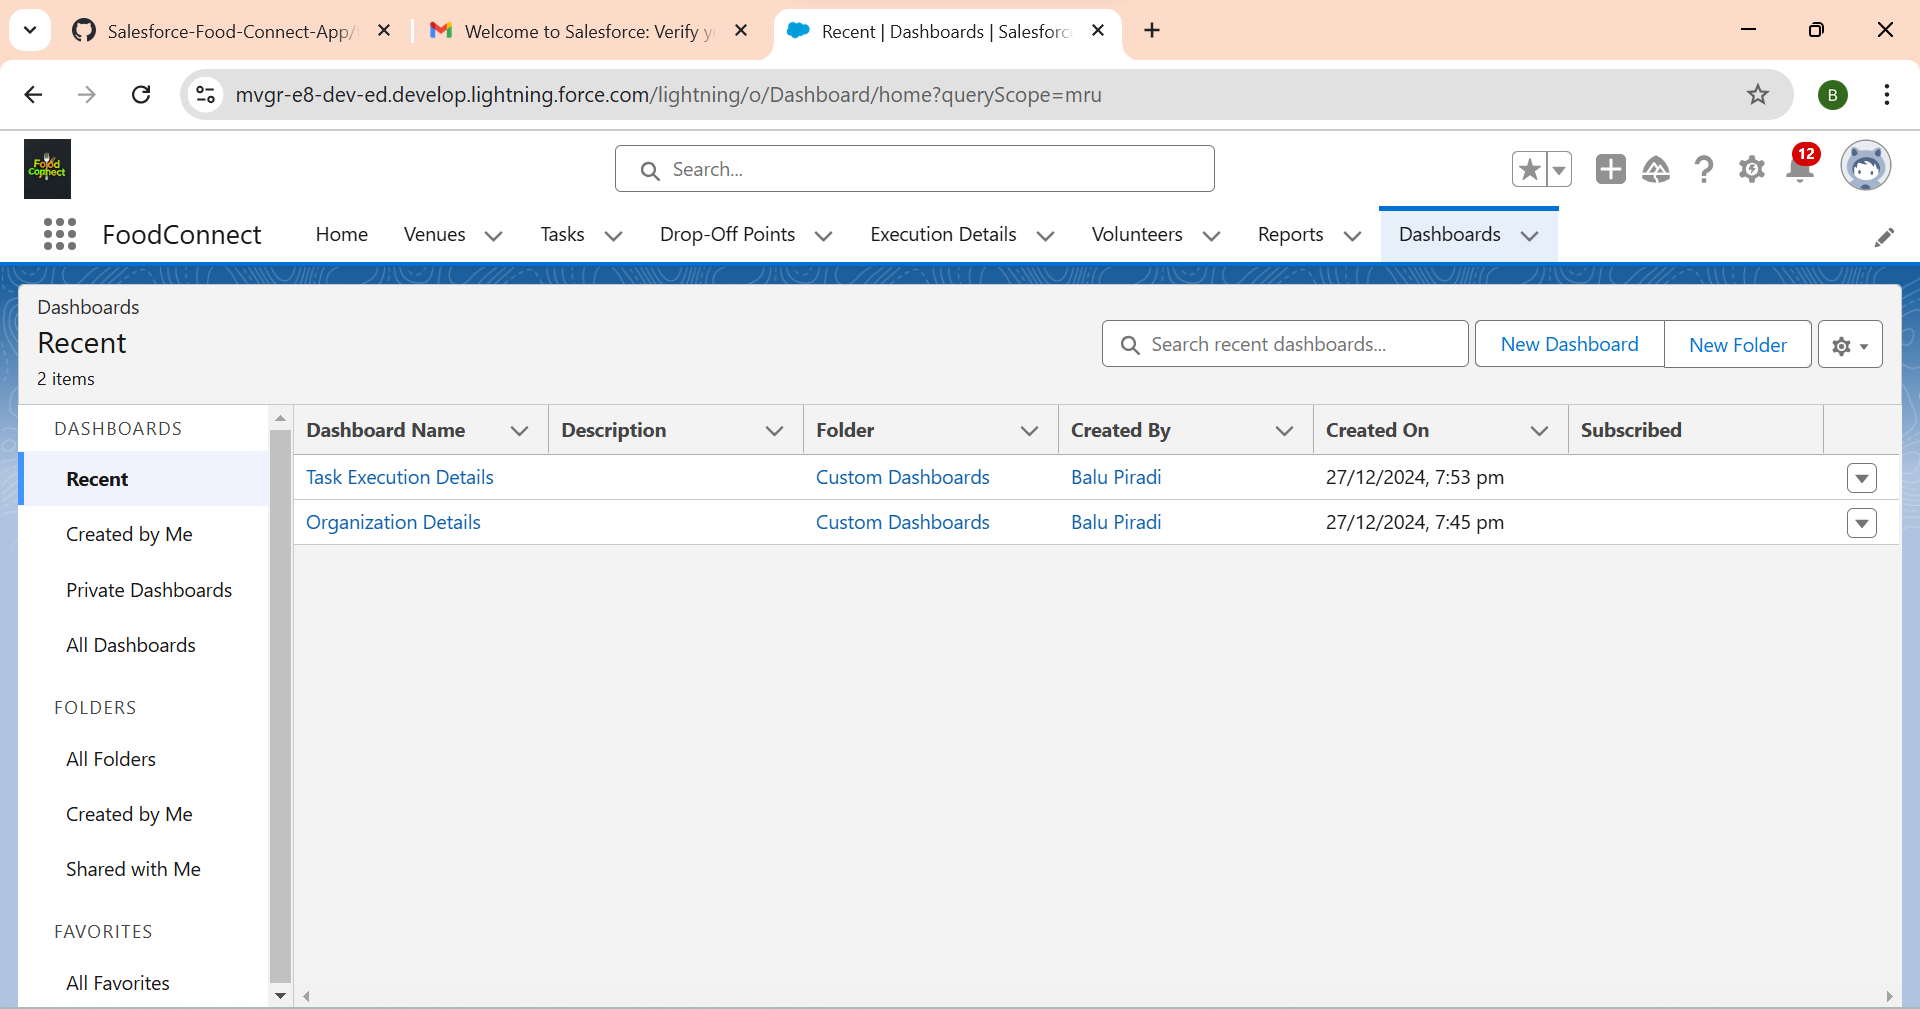 Salesforce-Food-Connect-App/
Welcome to Salesforce: Verify yo
Recent | Dashboards | Salesforc
mvgr-e8-dev-ed.develop.lightning.force.com/lightning/o/Dashboard/home?queryScope=mru
B
Food
Connect
Search...
12
FoodConnect
Home
Venues
Tasks
Drop-Off Points
Execution Details
Volunteers
Reports
Dashboards
Dashboards
Recent
2 items
Search recent dashboards...
New Dashboard
New Folder
DASHBOARDS
Recent
Created by Me
Private Dashboards
All Dashboards
FOLDERS
All Folders
Created by Me
Shared with Me
FAVORITES
All Favorites
Dashboard Name Description Folder Created By Created On Subscribed
Task Execution Details Custom Dashboards Balu Piradi 27/12/2024, 7:53 pm
Organization Details Custom Dashboards Balu Piradi 27/12/2024, 7:45 pm